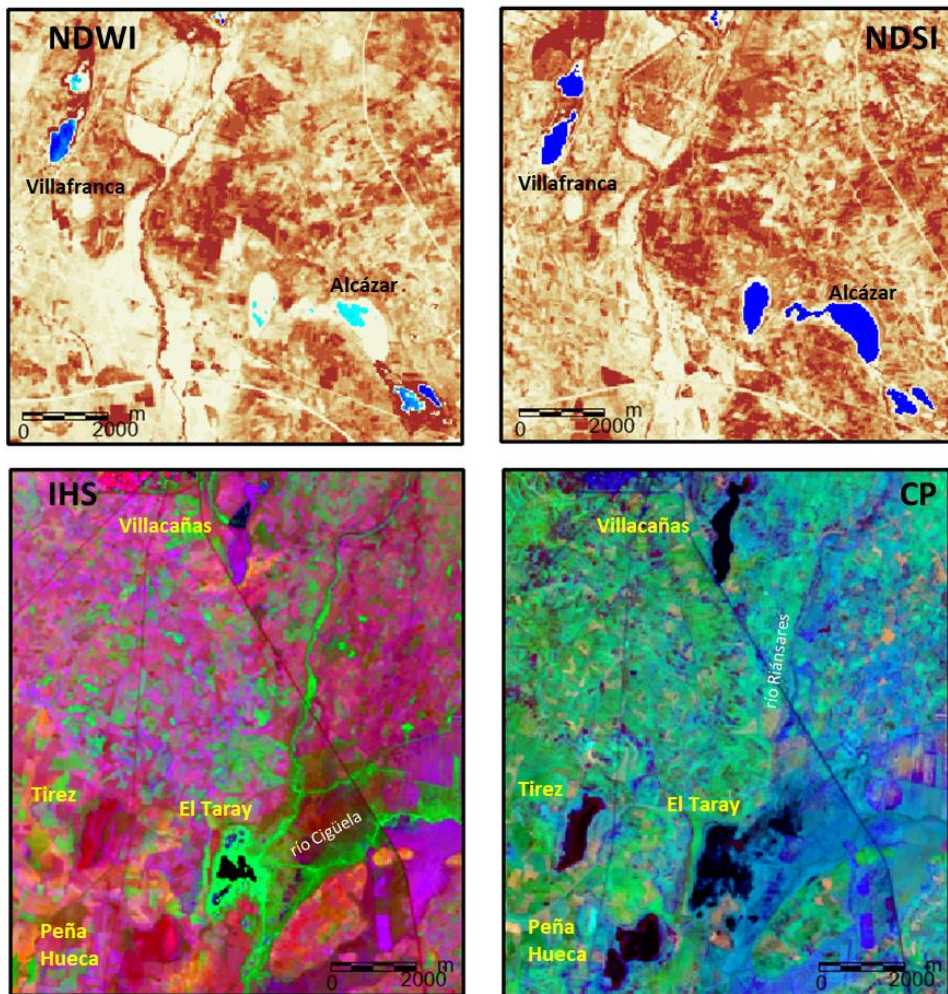 NDWI
Villafranca
Alcázar
0 2000 m
NDSI
Villafranca
Alcázar
0 2000 m
IHS
Villacañas
Tirez
El Taray
río Cigüela
Peña
Hueca
0 2000 m
CP
Villacañas
río Riánsares
Tirez
El Taray
Peña
Hueca
0 2000 m